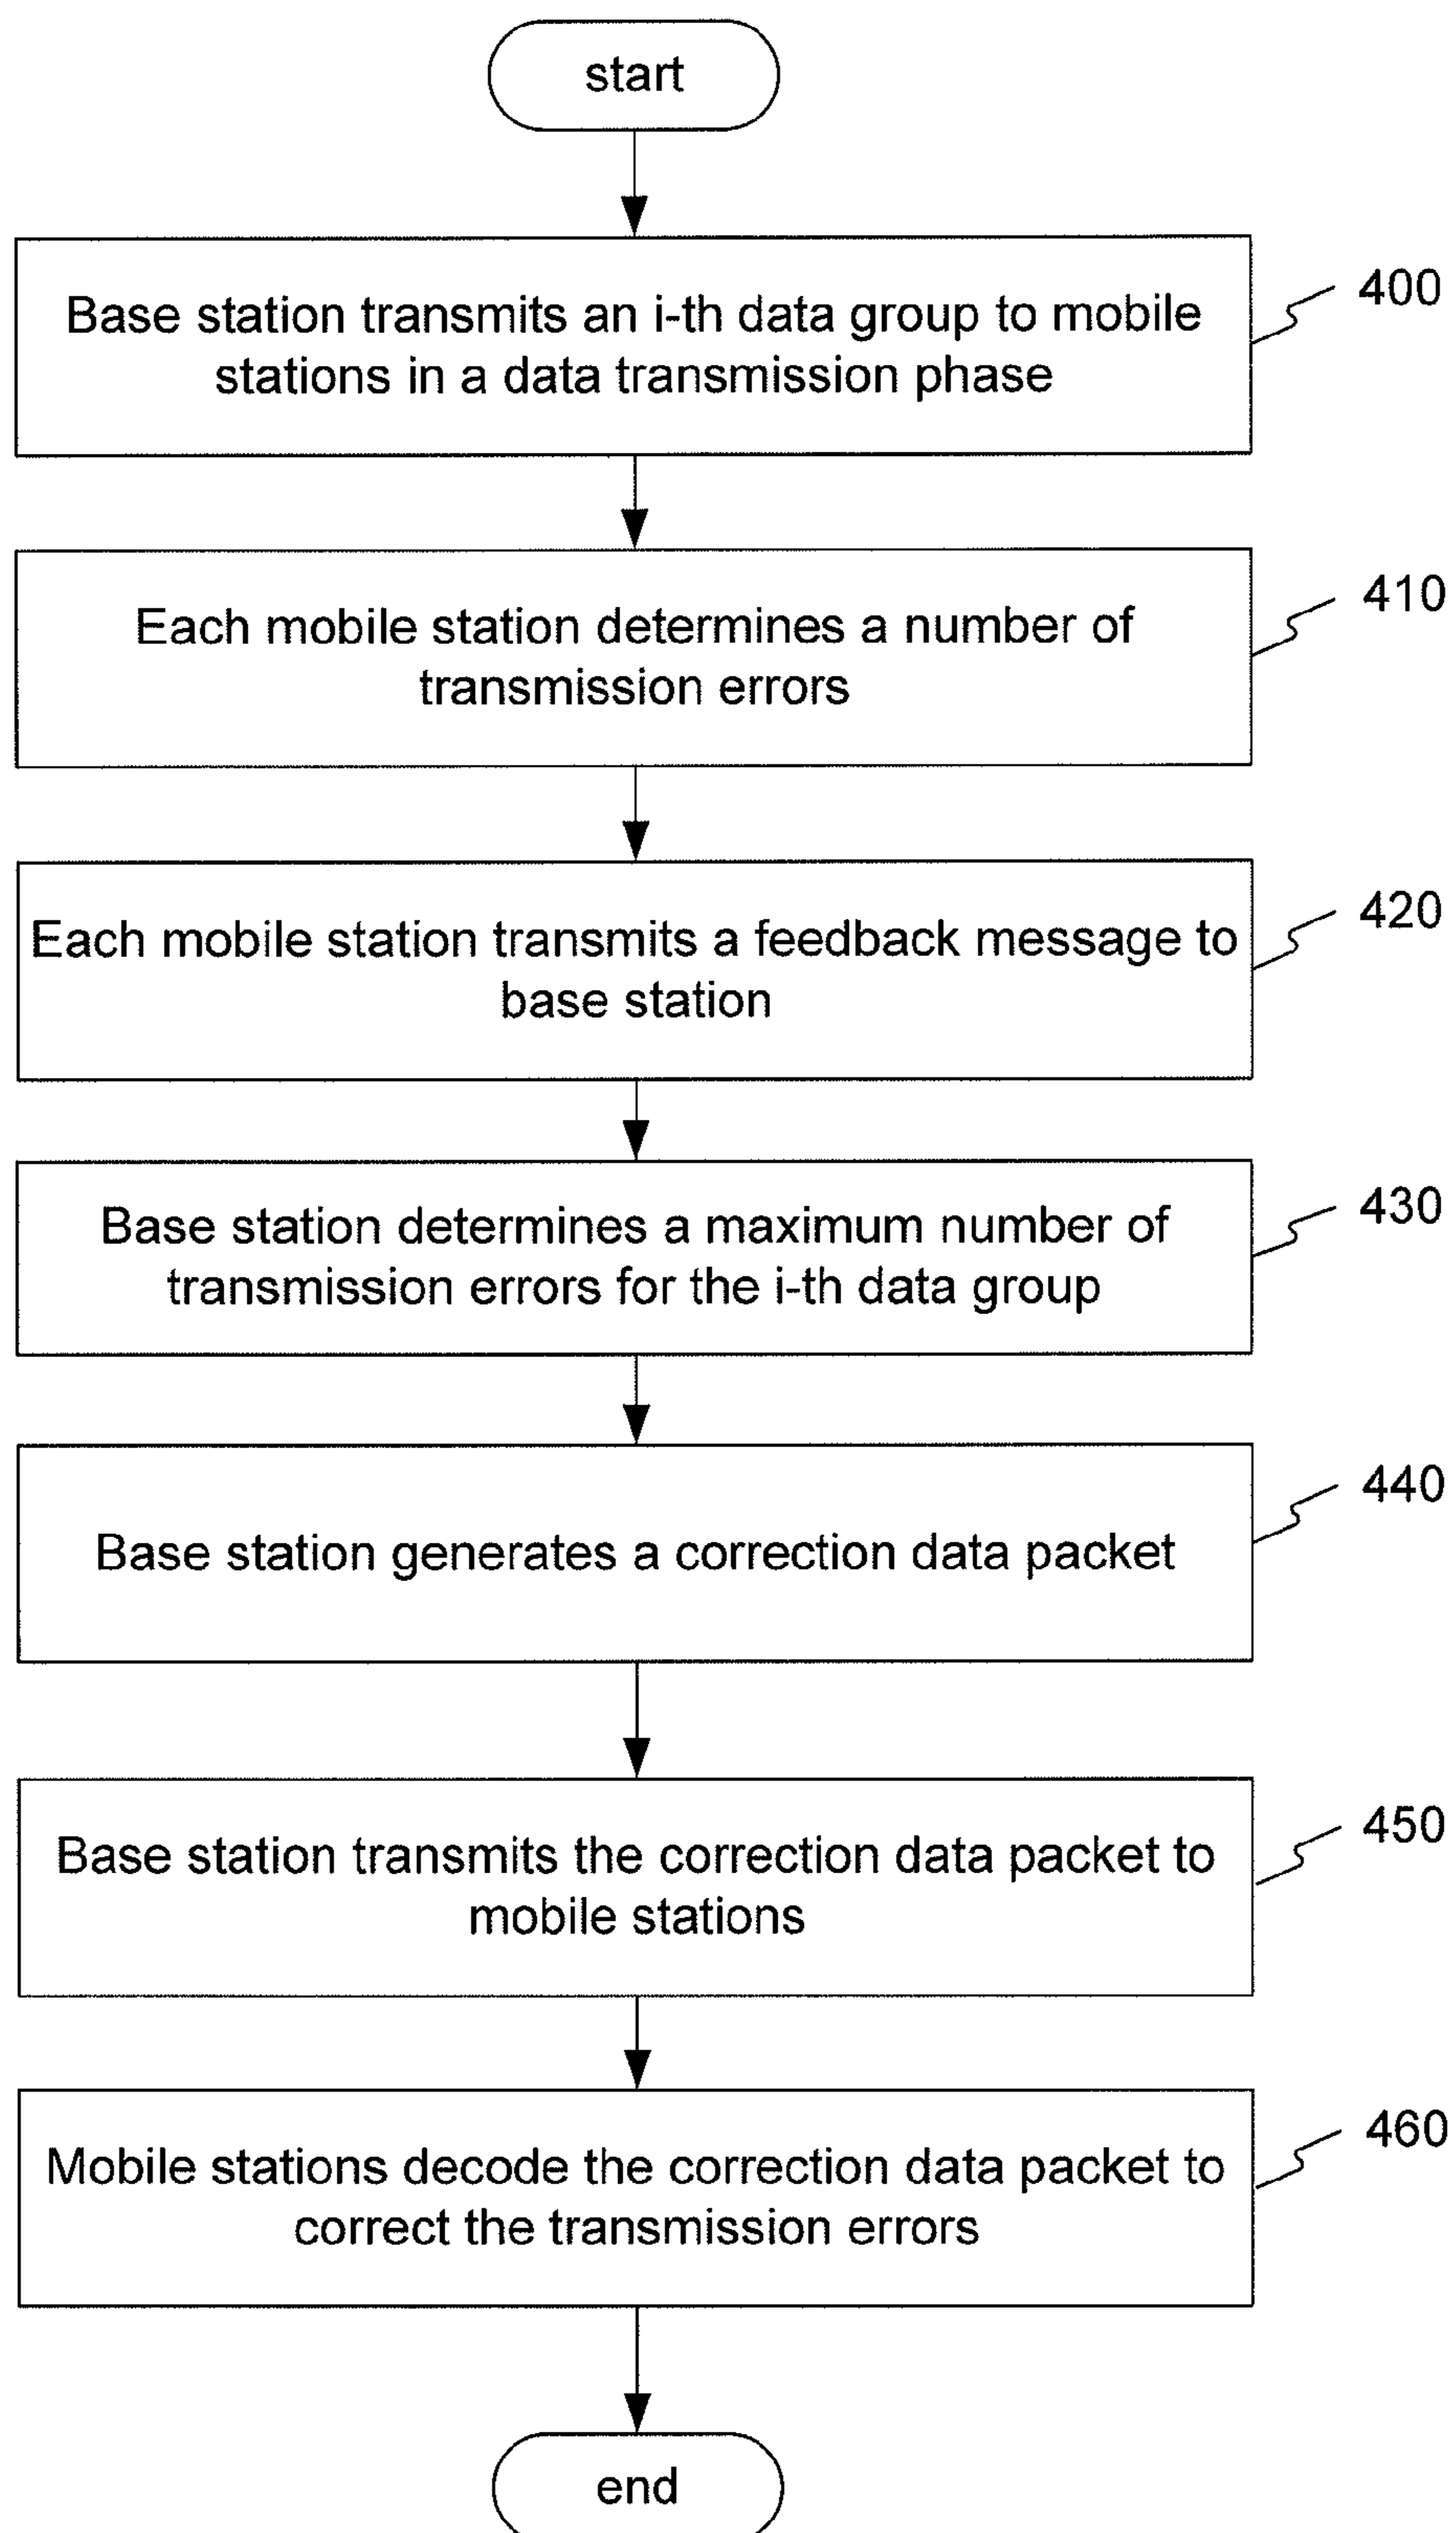 start
Base station transmits an i-th data group to mobile
stations in a data transmission phase
400
Each mobile station determines a number of
transmission errors
410
Each mobile station transmits a feedback message to
base station
420
Base station determines a maximum number of
transmission errors for the i-th data group
430
Base station generates a correction data packet
440
Base station transmits the correction data packet to
mobile stations
450
Mobile stations decode the correction data packet to
correct the transmission errors
460
end